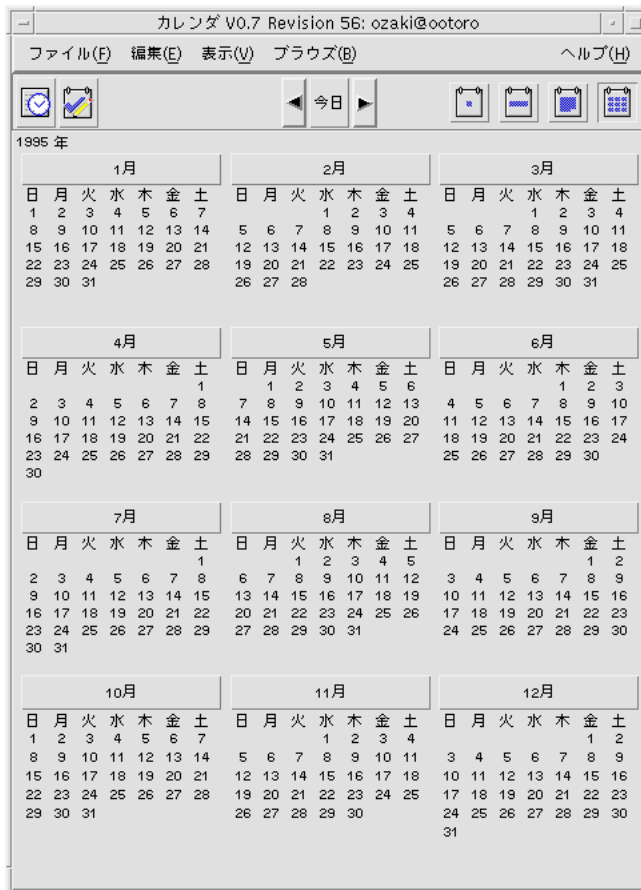 カレンダ V0.7 Revision 56: ozaki@ootoro
ファイル(F) 編集(E) 表示(V) ブラウズ(B) ヘルプ(H)
今日
1995 年
1月 2月 3月
日 月 火 水 木 金 土 日 月 火 水 木 金 土 日 月 火 水 木 金 土
1 2 3 4 5 6 7 1 2 3 4 1 2 3 4
8 9 10 11 12 13 14 5 6 7 8 9 10 11 5 6 7 8 9 10 11
15 16 17 18 19 20 21 12 13 14 15 16 17 18 12 13 14 15 16 17 18
22 23 24 25 26 27 28 19 20 21 22 23 24 25 19 20 21 22 23 24 25
29 30 31 26 27 28 26 27 28 29 30 31
4月 5月 6月
日 月 火 水 木 金 土 日 月 火 水 木 金 土 日 月 火 水 木 金 土
1 1 2 3 4 5 6 1 2 3
2 3 4 5 6 7 8 7 8 9 10 11 12 13 4 5 6 7 8 9 10
9 10 11 12 13 14 15 14 15 16 17 18 19 20 11 12 13 14 15 16 17
16 17 18 19 20 21 22 21 22 23 24 25 26 27 18 19 20 21 22 23 24
23 24 25 26 27 28 29 28 29 30 31 25 26 27 28 29 30
30
7月 8月 9月
日 月 火 水 木 金 土 日 月 火 水 木 金 土 日 月 火 水 木 金 土
1 1 2 3 4 5 1 2
2 3 4 5 6 7 8 6 7 8 9 10 11 12 3 4 5 6 7 8 9
9 10 11 12 13 14 15 13 14 15 16 17 18 19 10 11 12 13 14 15 16
16 17 18 19 20 21 22 20 21 22 23 24 25 26 17 18 19 20 21 22 23
23 24 25 26 27 28 29 27 28 29 30 31 24 25 26 27 28 29 30
30 31
10月 11月 12月
日 月 火 水 木 金 土 日 月 火 水 木 金 土 日 月 火 水 木 金 土
1 2 3 4 5 6 7 1 2 3 4 1 2
8 9 10 11 12 13 14 5 6 7 8 9 10 11 3 4 5 6 7 8 9
15 16 17 18 19 20 21 12 13 14 15 16 17 18 10 11 12 13 14 15 16
22 23 24 25 26 27 28 19 20 21 22 23 24 25 17 18 19 20 21 22 23
29 30 31 26 27 28 29 30 24 25 26 27 28 29 30
31